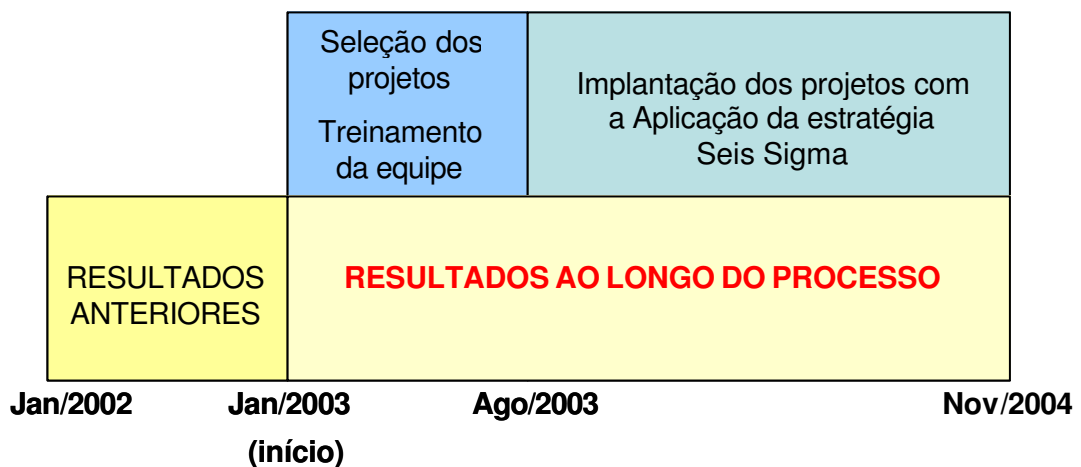 Seleção dos
projetos
Treinamento
da equipe
Implantação dos projetos com
a Aplicação da estratégia
Seis Sigma
RESULTADOS
ANTERIORES
RESULTADOS AO LONGO DO PROCESSO
Jan/2002
Jan/2003
(início)
Ago/2003
Nov/2004